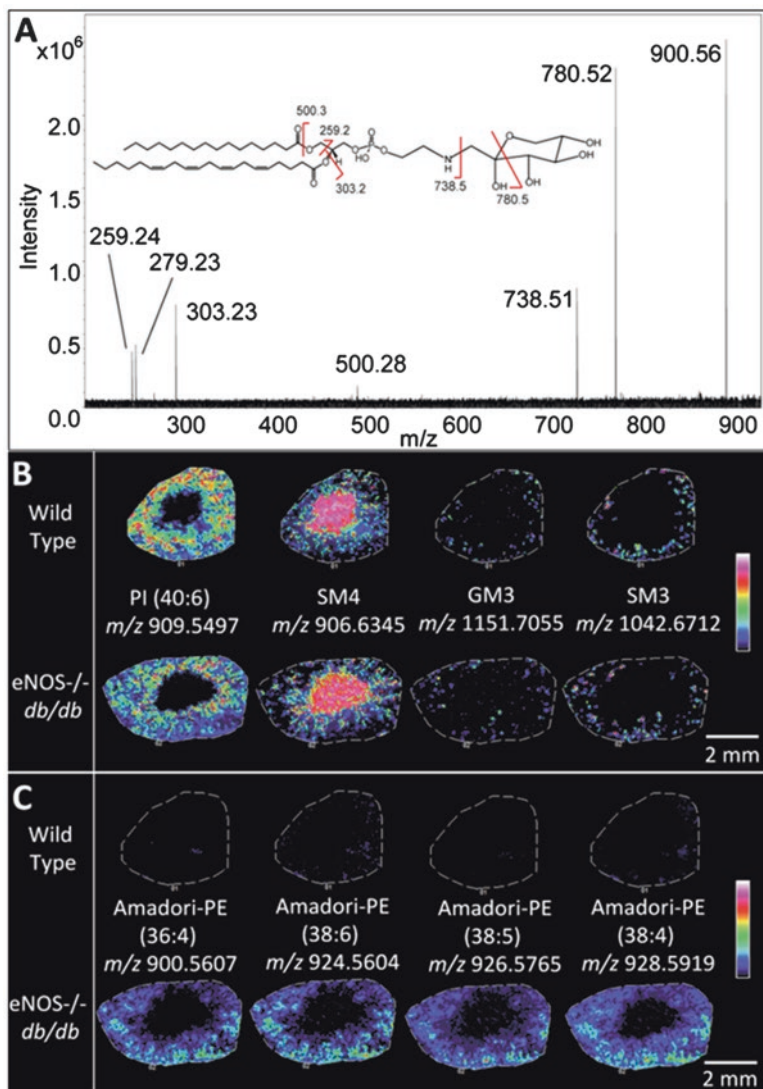 A
x10⁶
2.0
1.5
1.0
0.5
0.0
Intensity
259.24
279.23
303.23
500.28
738.51
780.52
900.56
500.3
259.2
303.2
738.5
780.5
O
O
O
O
O
P
HO
O
H
N
H
O
OH
OH
OH
OH
300
400
500
600
700
800
900
m/z
B
Wild
Type
PI (40:6)
m/z 909.5497
SM4
m/z 906.6345
GM3
m/z 1151.7055
SM3
m/z 1042.6712
eNOS-/-
db/db
2 mm
C
Wild
Type
Amadori-PE
(36:4)
m/z 900.5607
Amadori-PE
(38:6)
m/z 924.5604
Amadori-PE
(38:5)
m/z 926.5765
Amadori-PE
(38:4)
m/z 928.5919
eNOS-/-
db/db
2 mm